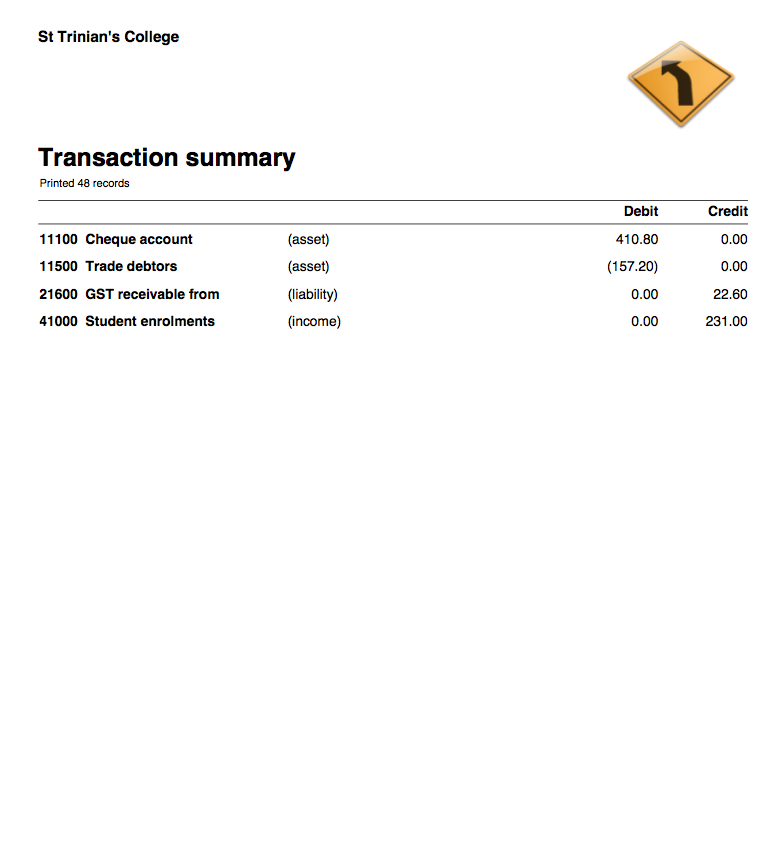 St Trinian's College
Transaction summary
Printed 48 records
Debit Credit
11100 Cheque account (asset) 410.80 0.00
11500 Trade debtors (asset) (157.20) 0.00
21600 GST receivable from (liability) 0.00 22.60
41000 Student enrolments (income) 0.00 231.00